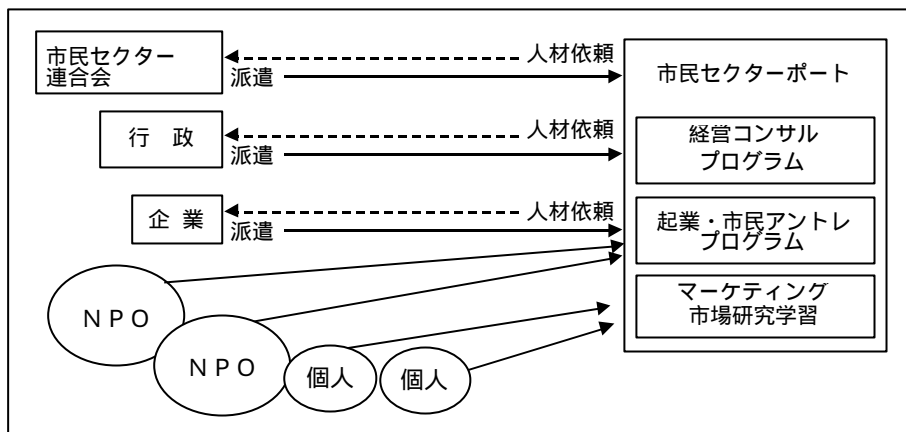 市民セクター
連合会
人材依頼
派遣
市民セクターポート
行　政
人材依頼
派遣
経営コンサル
プログラム
企 業
人材依頼
派遣
起業・市民アントレ
プログラム
マーケティング
市場研究学習
ＮＰＯ
ＮＰＯ
個人
個人